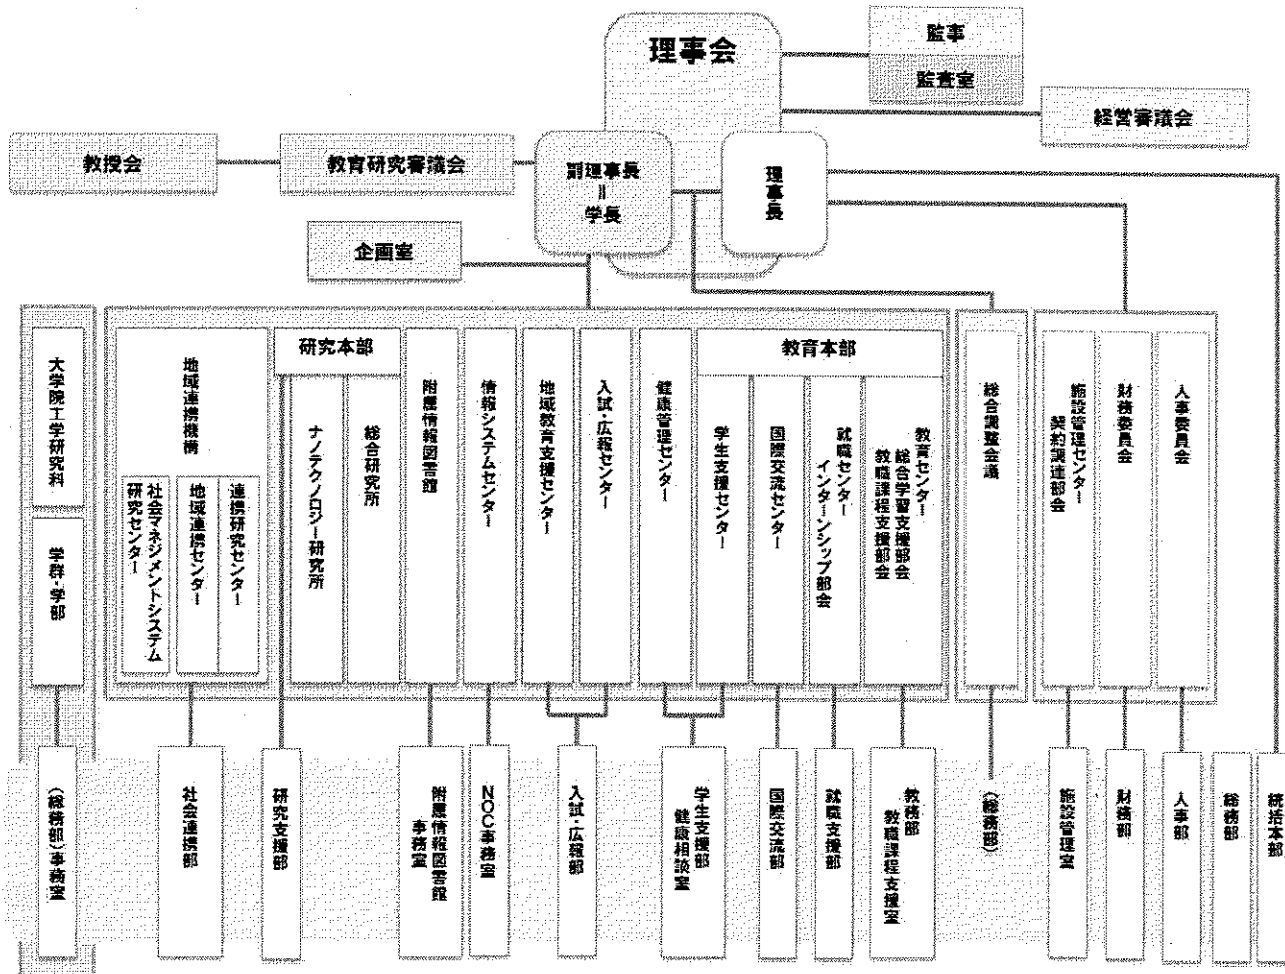 理事会
監事
監査室
経営審議会
教授会
教育研究審議会
副理事長
||
学長
理事長
企画室
大学院工学研究科
学群・学部
地域連携機構
社会マネジメントシステム
研究センター
地域連携センター
連携研究センター
研究本部
ナノテクノロジー研究所
総合研究所
附属情報図書館
情報システムセンター
地域教育支援センター
入試・広報センター
健康管理センター
教育本部
学生支援センター
国際交流センター
就職センター
インターンシップ部会
教育センター
総合学習支援部会
教職課程支援部会
総合調整会議
施設管理センター
契約調達部会
財務委員会
人事委員会
(総務部)事務室
社会連携部
研究支援部
附属情報図書館
事務室
NOC事務室
入試・広報部
学生支援部
健康相談室
国際交流部
就職支援部
教務部
教職課程支援室
(総務部)
施設管理室
財務部
人事部
総務部
統括本部